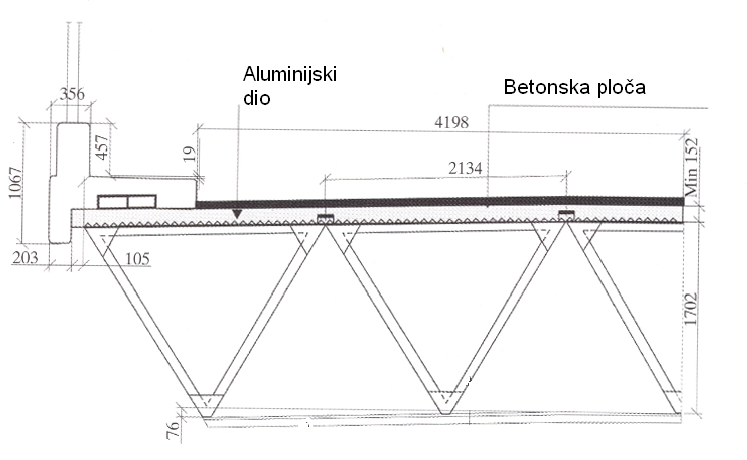 Aluminijski
dio
Betonska ploča
356
4198
457
19
2134
Min 152
1067
203
105
1702
76